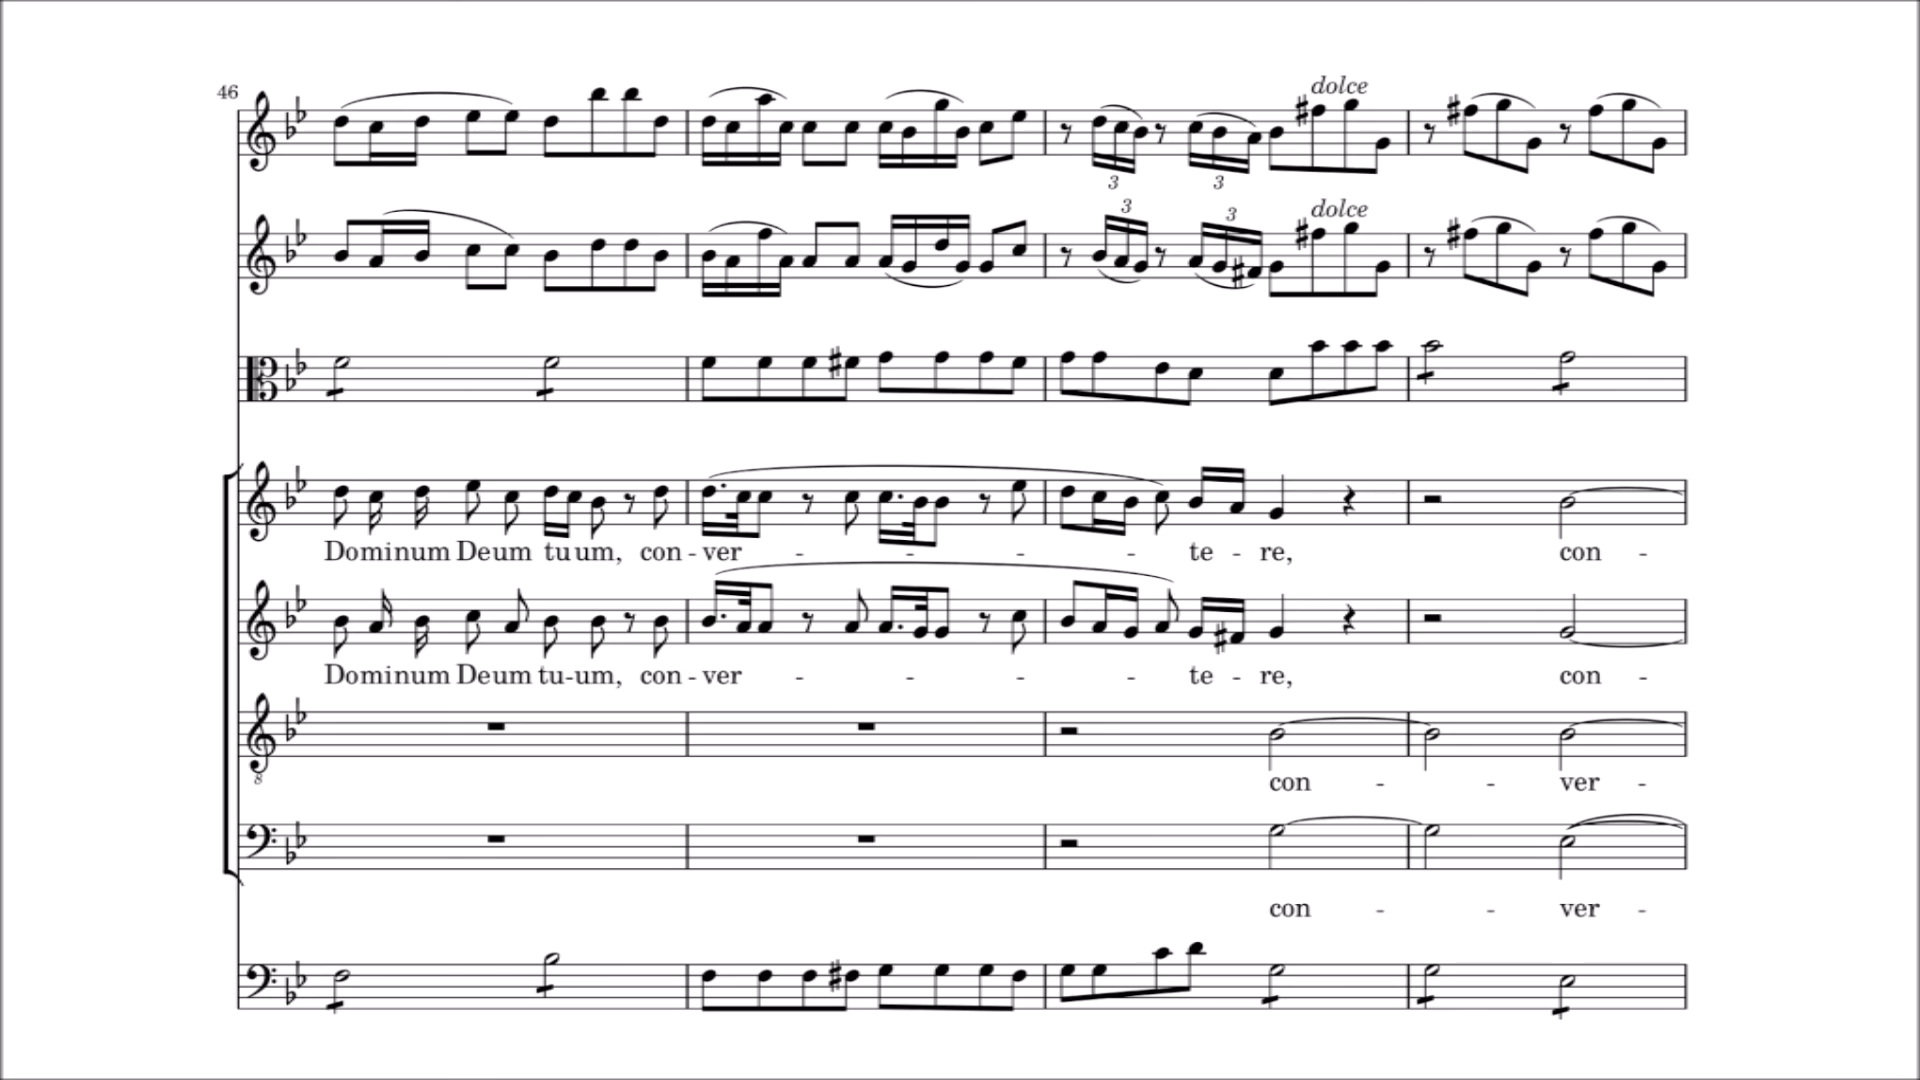 46
dolce
3 3
3 3 dolce
Dominum Deum tuum, con - ver - - - - te - re, con -
Dominum Deum tu-um, con - ver - - - - te - re, con -
8
con - - ver -
con - - ver -